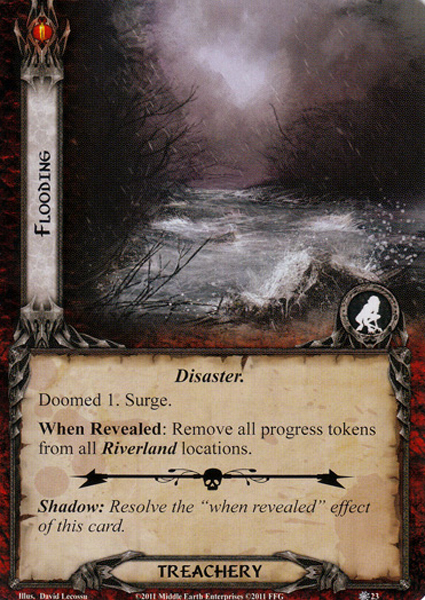 Flooding
Disaster.
Doomed 1. Surge.
When Revealed: Remove all progress tokens
from all Riverland locations.
Shadow: Resolve the “when revealed” effect
of this card.
TREACHERY
Illus. David Lecossu
©2011 Middle Earth Enterprises ©2011 FFG
23